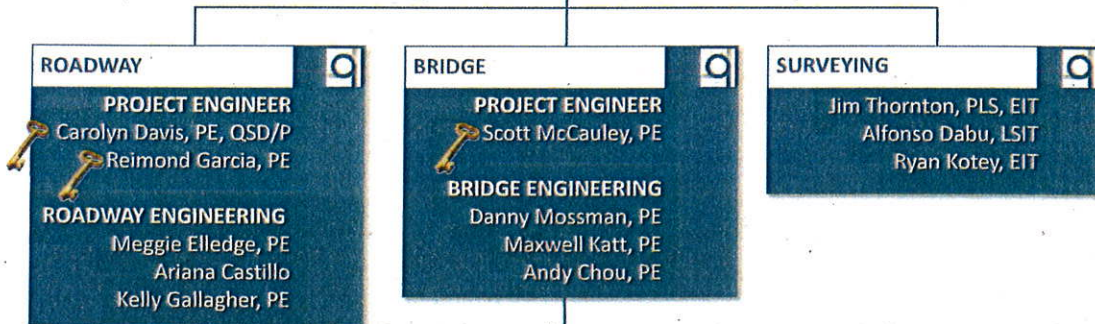 ROADWAY
PROJECT ENGINEER
Carolyn Davis, PE, QSD/P
Reimond Garcia, PE
ROADWAY ENGINEERING
Meggie Elledge, PE
Ariana Castillo
Kelly Gallagher, PE
BRIDGE
PROJECT ENGINEER
Scott McCauley, PE
BRIDGE ENGINEERING
Danny Mossman, PE
Maxwell Katt, PE
Andy Chou, PE
SURVEYING
Jim Thornton, PLS, EIT
Alfonso Dabu, LSIT
Ryan Kotey, EIT